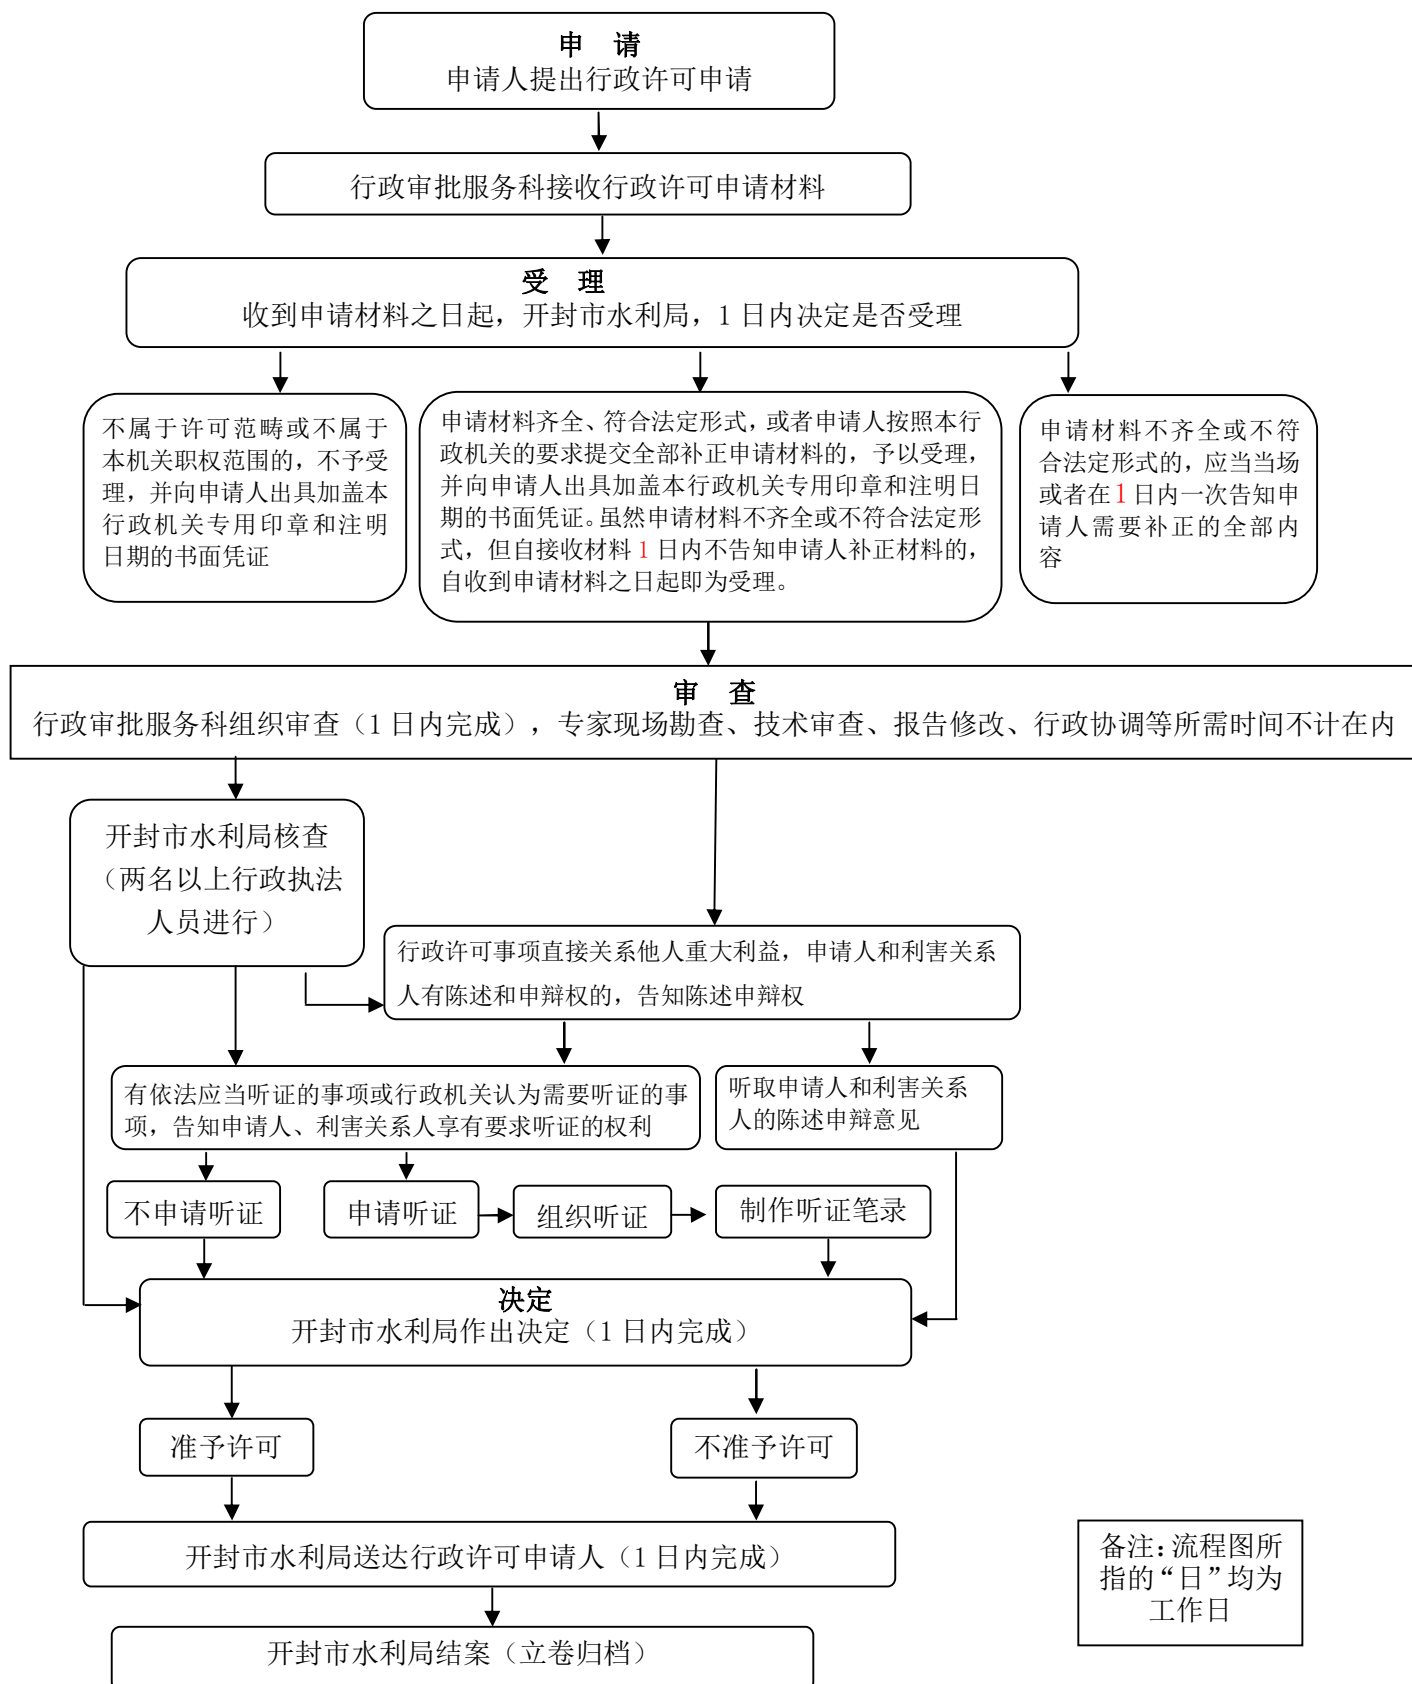 申 请
申请人提出行政许可申请
行政审批服务科接收行政许可申请材料
受 理
收到申请材料之日起，开封市水利局，1 日内决定是否受理
不属于许可范畴或不属于
本机关职权范围的，不予受
理，并向申请人出具加盖本
行政机关专用印章和注明
日期的书面凭证
申请材料齐全、符合法定形式，或者申请人按照本行
政机关的要求提交全部补正申请材料的，予以受理，
并向申请人出具加盖本行政机关专用印章和注明日
期的书面凭证。虽然申请材料不齐全或不符合法定形
式，但自接收材料 1 日内不告知申请人补正材料的，
自收到申请材料之日起即为受理。
申请材料不齐全或不符
合法定形式的，应当当场
或者在 1 日内一次告知申
请人需要补正的全部内
容
审 查
行政审批服务科组织审查（1 日内完成），专家现场勘查、技术审查、报告修改、行政协调等所需时间不计在内
开封市水利局核查
（两名以上行政执法
人员进行）
行政许可事项直接关系他人重大利益，申请人和利害关系
人有陈述和申辩权的，告知陈述申辩权
有依法应当听证的事项或行政机关认为需要听证的事
项，告知申请人、利害关系人享有要求听证的权利
听取申请人和利害关系
人的陈述申辩意见
不申请听证
申请听证
组织听证
制作听证笔录
决定
开封市水利局作出决定（1 日内完成）
准予许可
不准予许可
开封市水利局送达行政许可申请人（1 日内完成）
开封市水利局结案（立卷归档）
备注：流程图所
指的“日”均为
工作日